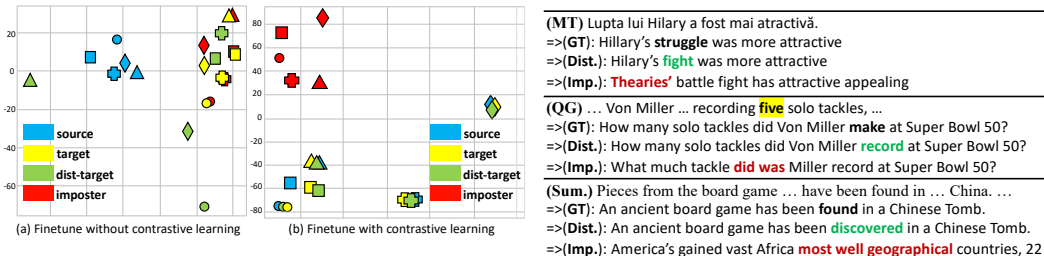 20
0
-20
-40
-60
source
target
dist-target
imposter
(a) Finetune without contrastive learning
80
60
40
20
0
-20
-40
-60
-80
source
target
dist-target
imposter
(b) Finetune with contrastive learning
(MT) Lupta lui Hilary a fost mai atractivă.
=>(GT): Hillary's struggle was more attractive
=>(Dist.): Hilary's fight was more attractive
=>(Imp.): Thearies' battle fight has attractive appealing
(QG) … Von Miller … recording five solo tackles, …
=>(GT): How many solo tackles did Von Miller make at Super Bowl 50?
=>(Dist.): How many solo tackles did Von Miller record at Super Bowl 50?
=>(Imp.): What much tackle did was Miller record at Super Bowl 50?
(Sum.) Pieces from the board game … have been found in … China. …
=>(GT): An ancient board game has been found in a Chinese Tomb.
=>(Dist.): An ancient board game has been discovered in a Chinese Tomb.
=>(Imp.): America's gained vast Africa most well geographical countries, 22